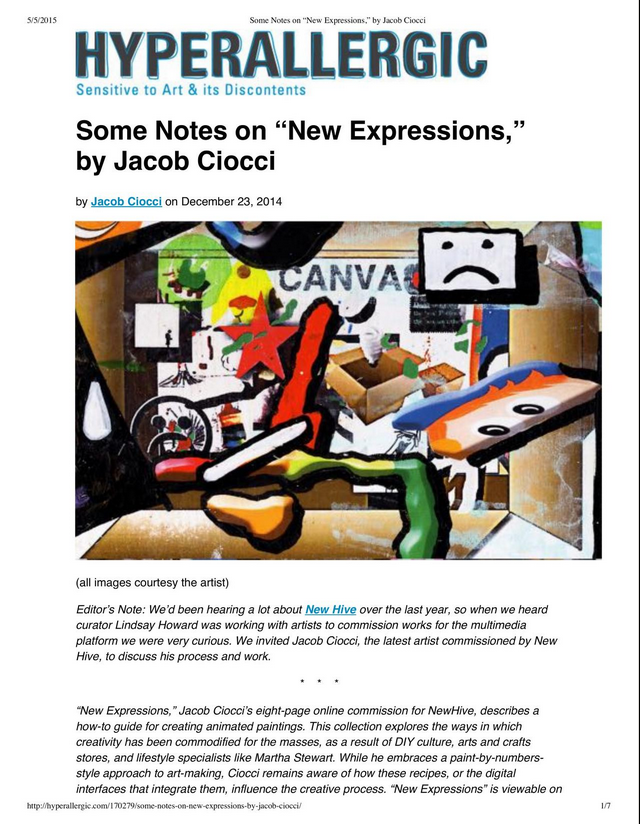 5/5/2015 Some Notes on “New Expressions,” by Jacob Ciocci
HYPERALLERGIC
Sensitive to Art & its Discontents
Some Notes on “New Expressions,”
by Jacob Ciocci
by Jacob Ciocci on December 23, 2014
CANVAS
(all images courtesy the artist)
Editor’s Note: We’d been hearing a lot about New Hive over the last year, so when we heard
curator Lindsay Howard was working with artists to commission works for the multimedia
platform we were very curious. We invited Jacob Ciocci, the latest artist commissioned by New
Hive, to discuss his process and work.
* * *
“New Expressions,” Jacob Ciocci’s eight-page online commission for NewHive, describes a
how-to guide for creating animated paintings. This collection explores the ways in which
creativity has been commodified for the masses, as a result of DIY culture, arts and crafts
stores, and lifestyle specialists like Martha Stewart. While he embraces a paint-by-numbers-
style approach to art-making, Ciocci remains aware of how these recipes, or the digital
interfaces that integrate them, influence the creative process. “New Expressions” is viewable on
http://hyperallergic.com/170279/some-notes-on-new-expressions-by-jacob-ciocci/ 1/7